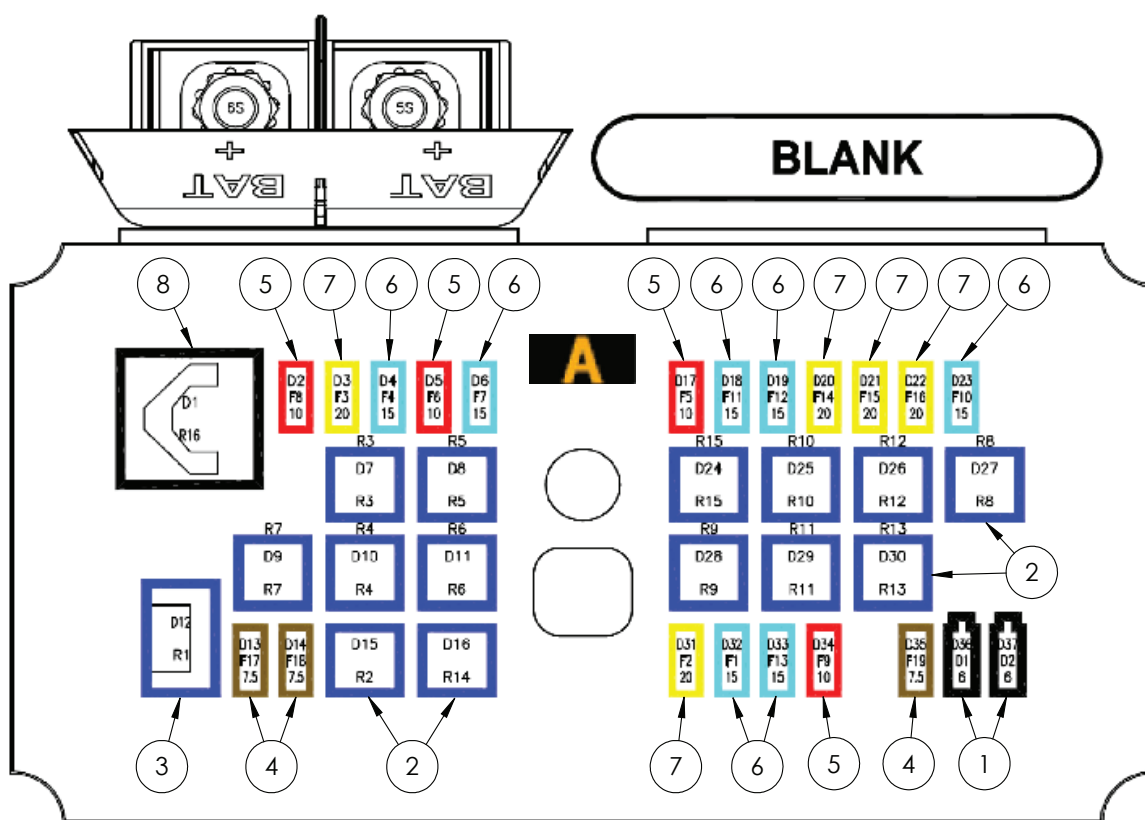 6S 5S
+ +
BAT BAT
BLANK
8 5 7 6 5 6 5 6 6 7 7 7 6
A
D2 D3 D4 D5 D6 D17 D18 D19 D20 D21 D22 D23
F8 F3 F4 F6 F7 F5 F11 F12 F14 F15 F16 F10
10 20 15 10 15 10 15 15 20 20 20 15
D1
R16
R3 R5 R15 R10 R12 R8
D7 D8 D24 D25 D26 D27
R3 R5 R15 R10 R12 R8
R7 R4 R6 R9 R11 R13
D9 D10 D11 D28 D29 D30
R7 R4 R6 R9 R11 R13
2
D12
R1
D13 D14 D15 D16 D31 D32 D33 D34 D35 D36 D37
F17 F18 R2 R14 F2 F1 F13 F9 F19 D1 D2
7.5 7.5 20 15 15 10 7.5 6 6
3 4 2 7 6 5 4 1